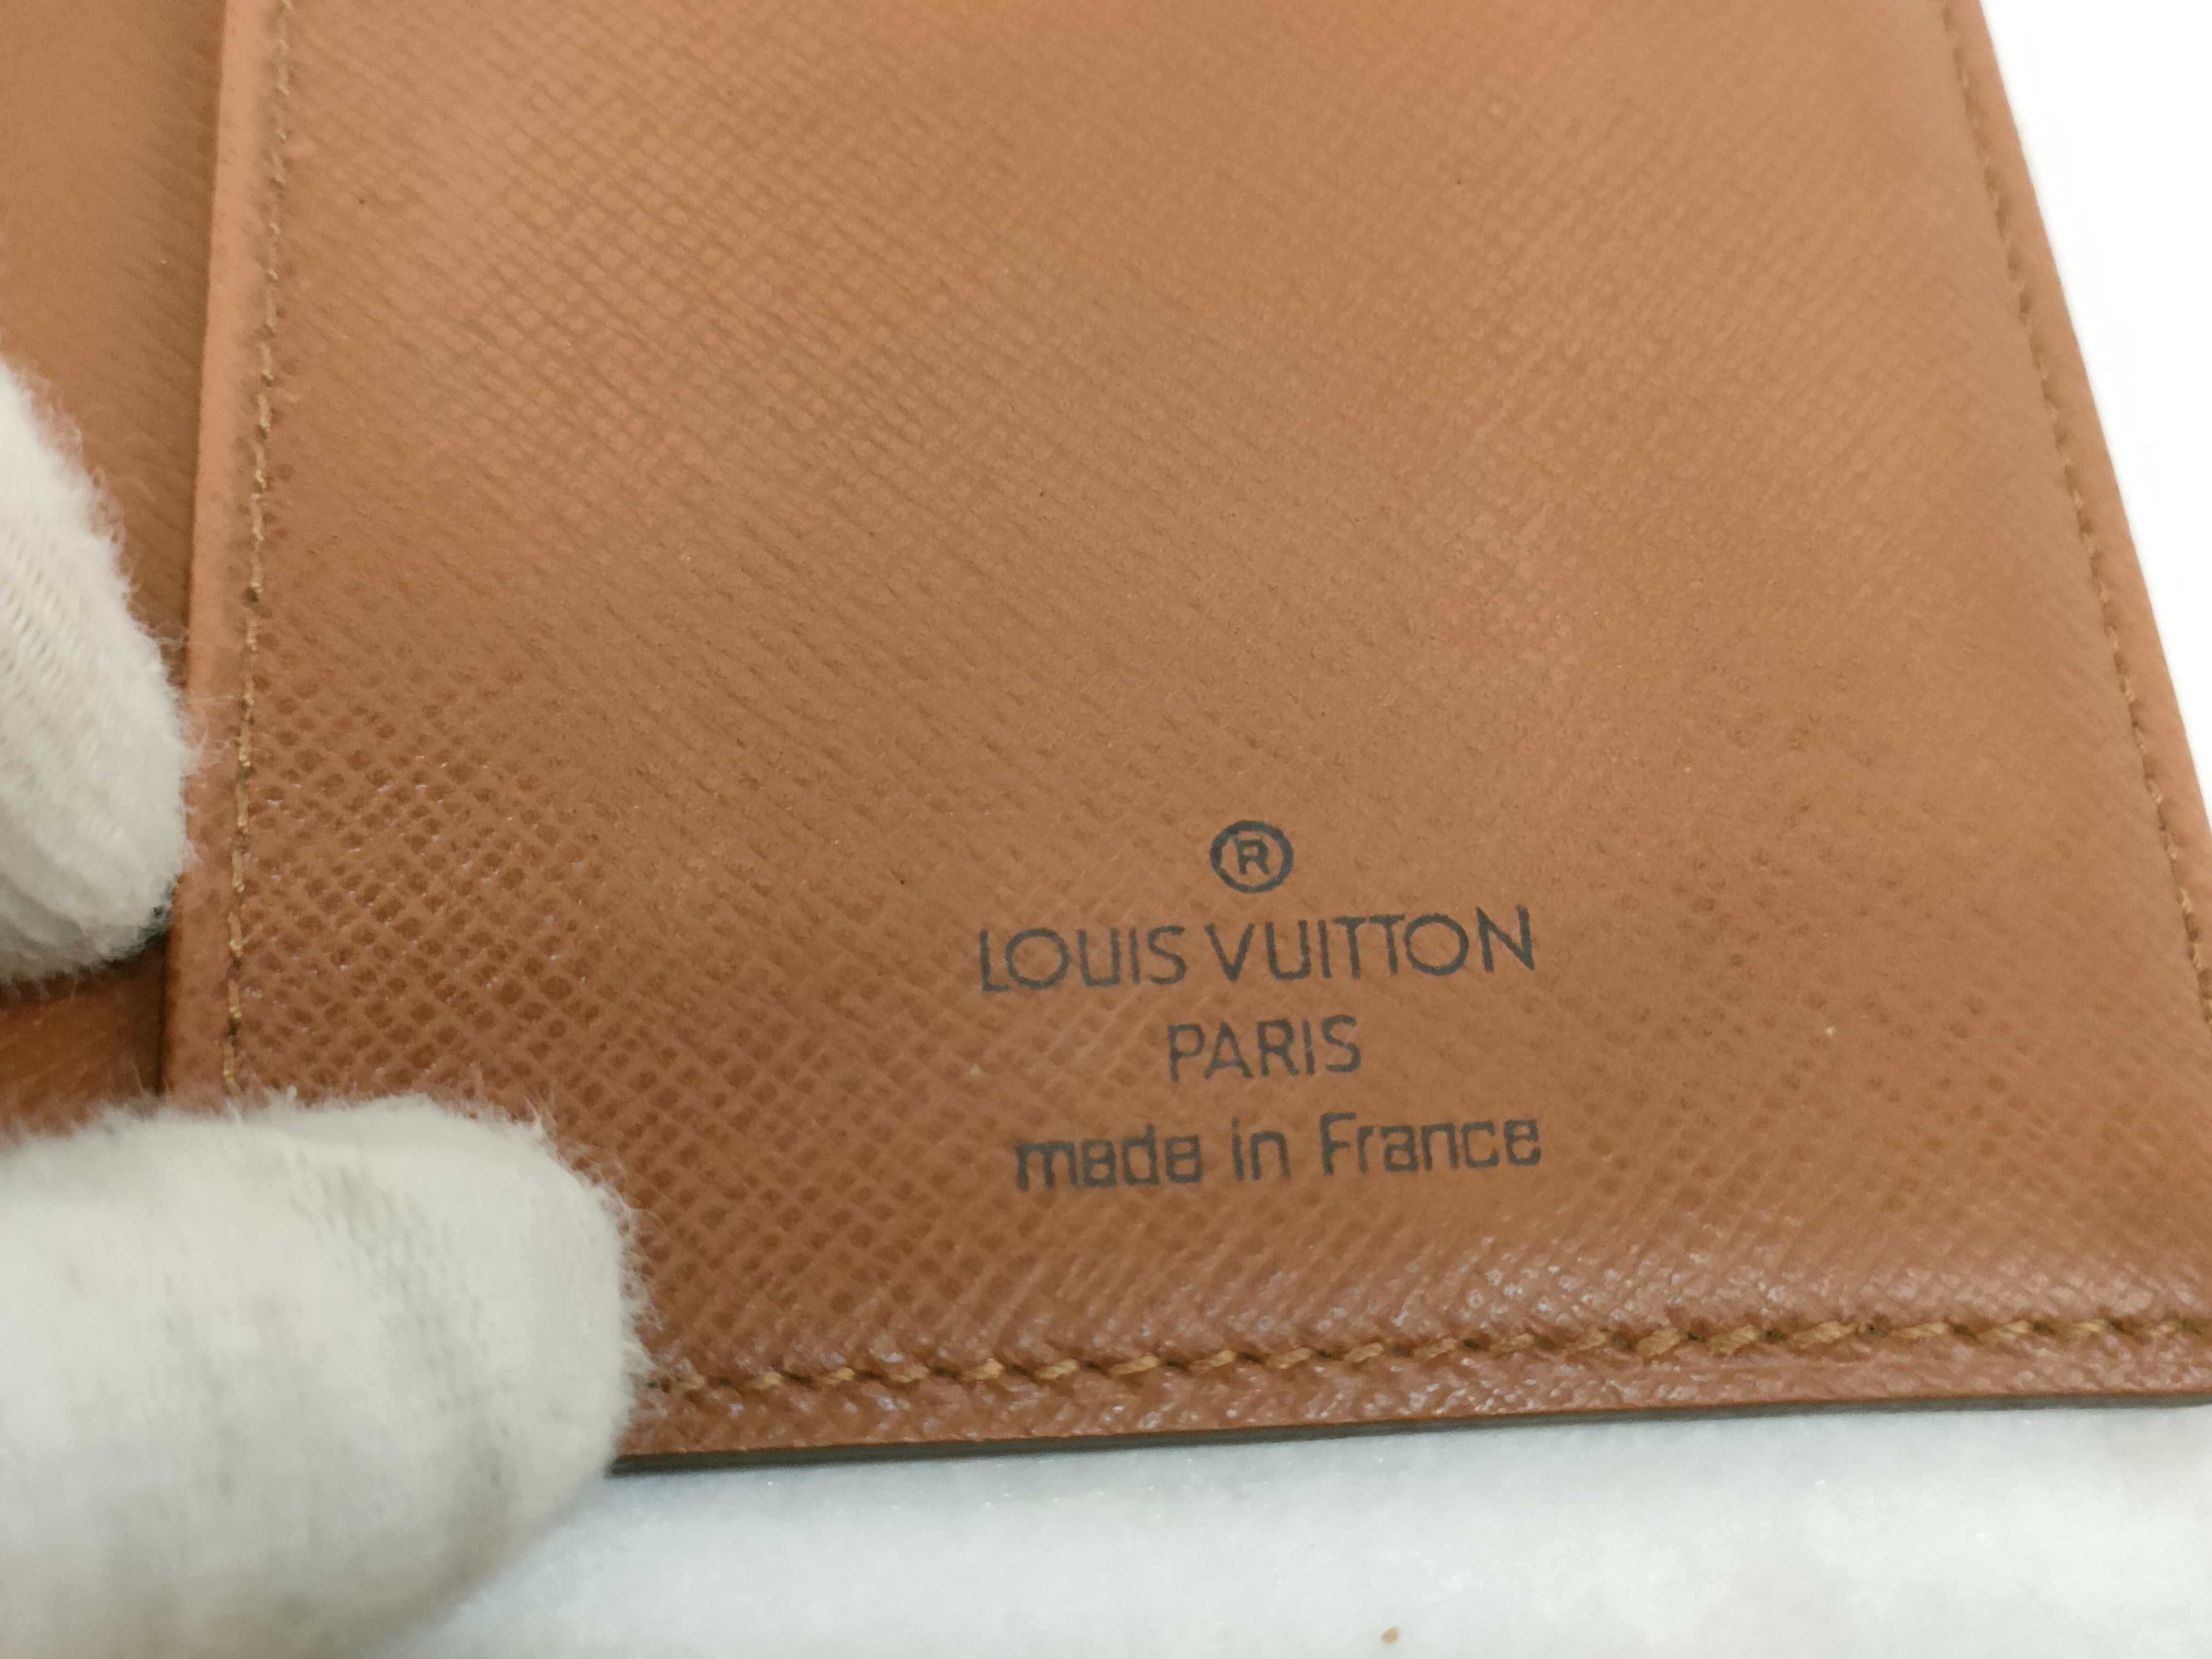 ®
LOUIS VUITTON
PARIS
made in France